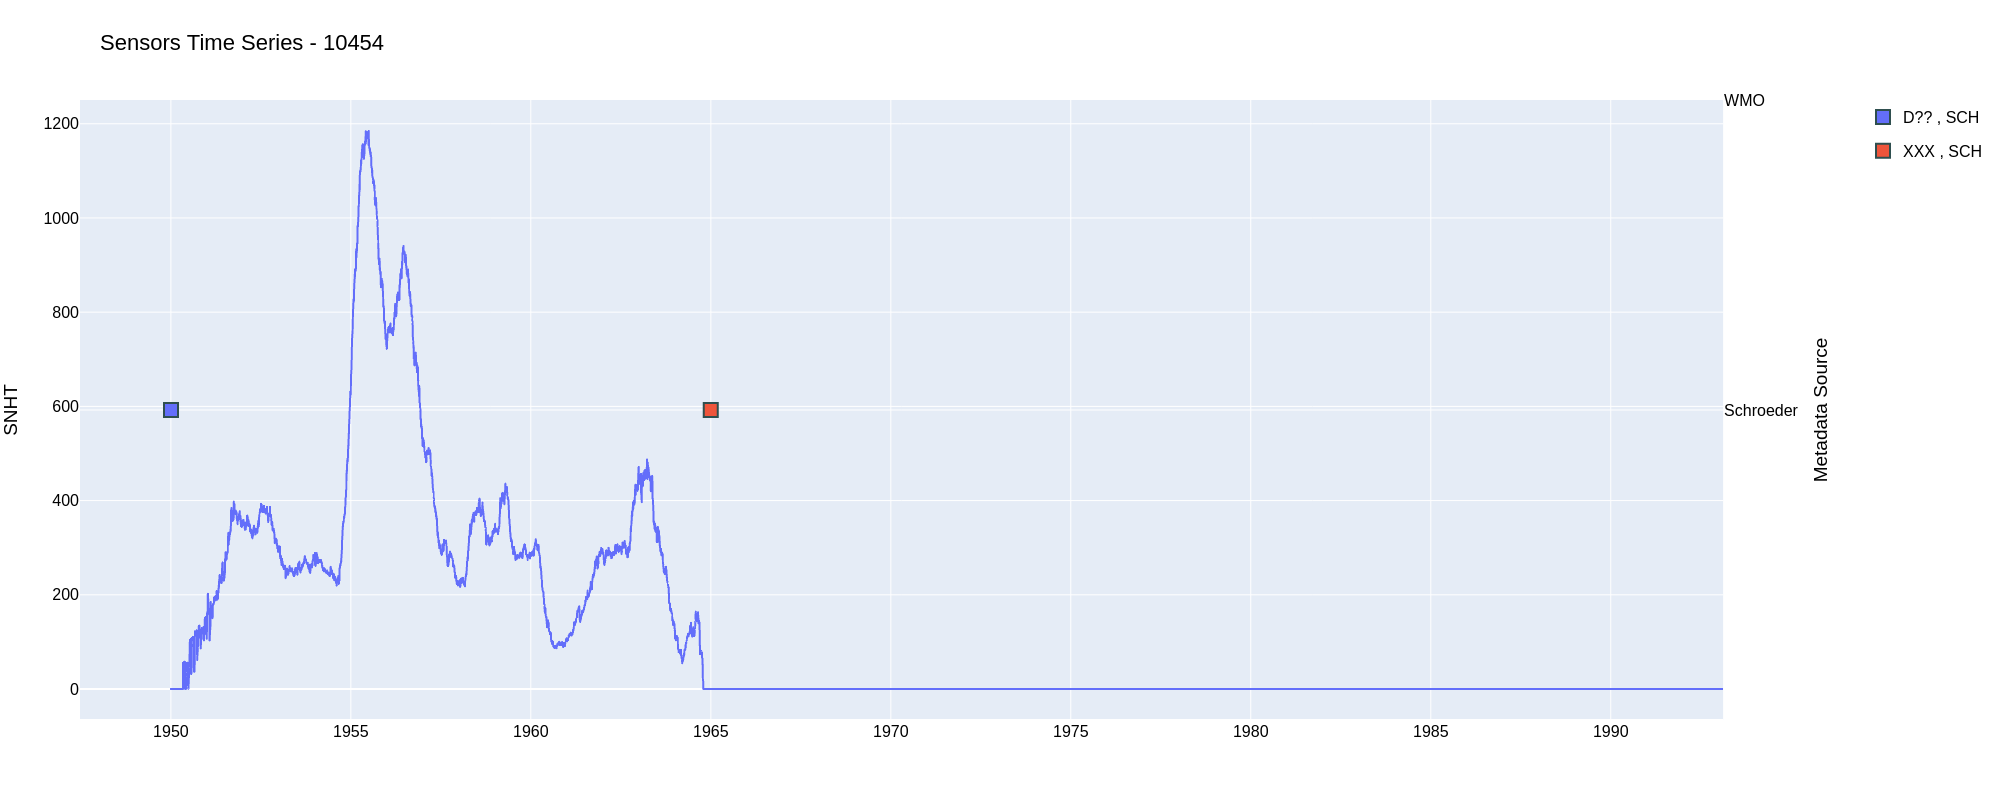 Sensors Time Series - 10454
WMO
D?? , SCH
XXX , SCH
1200
1000
800
600
400
200
0
SNHT
Schroeder
Metadata Source
1950
1955
1960
1965
1970
1975
1980
1985
1990